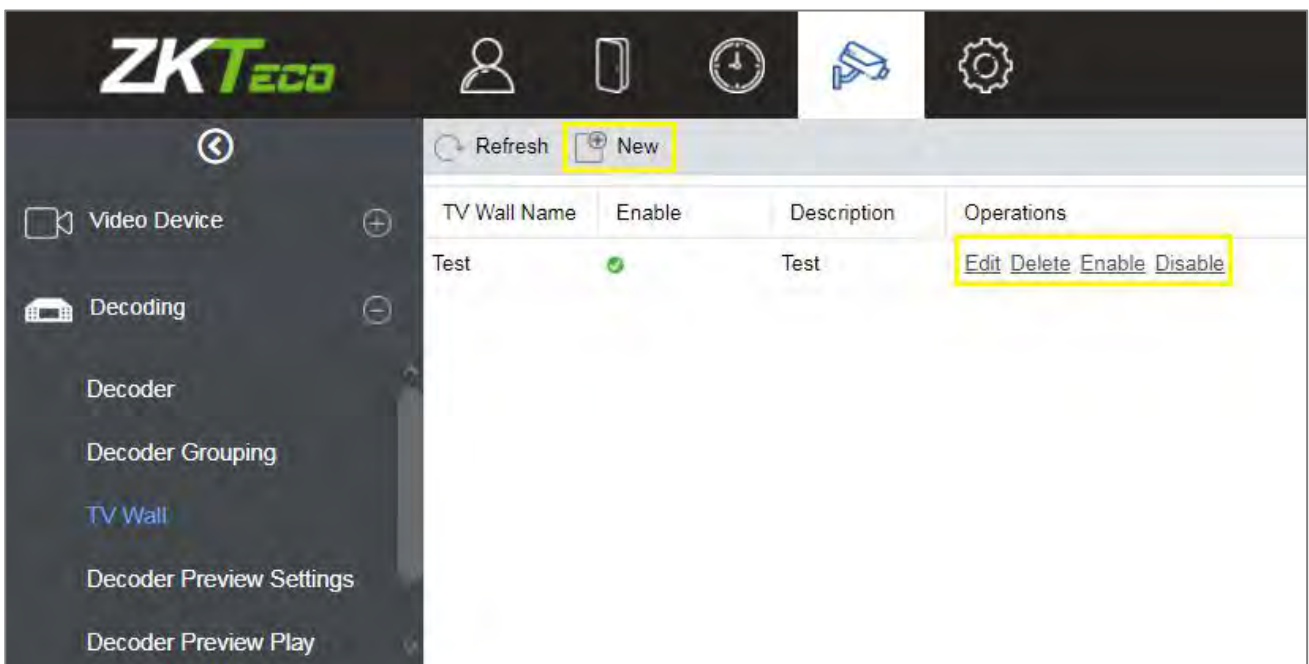 ZKTECO
Refresh New
Video Device
TV Wall Name Enable Description Operations
Test Test Edit Delete Enable Disable
Decoding
Decoder
Decoder Grouping
TV Wall
Decoder Preview Settings
Decoder Preview Play